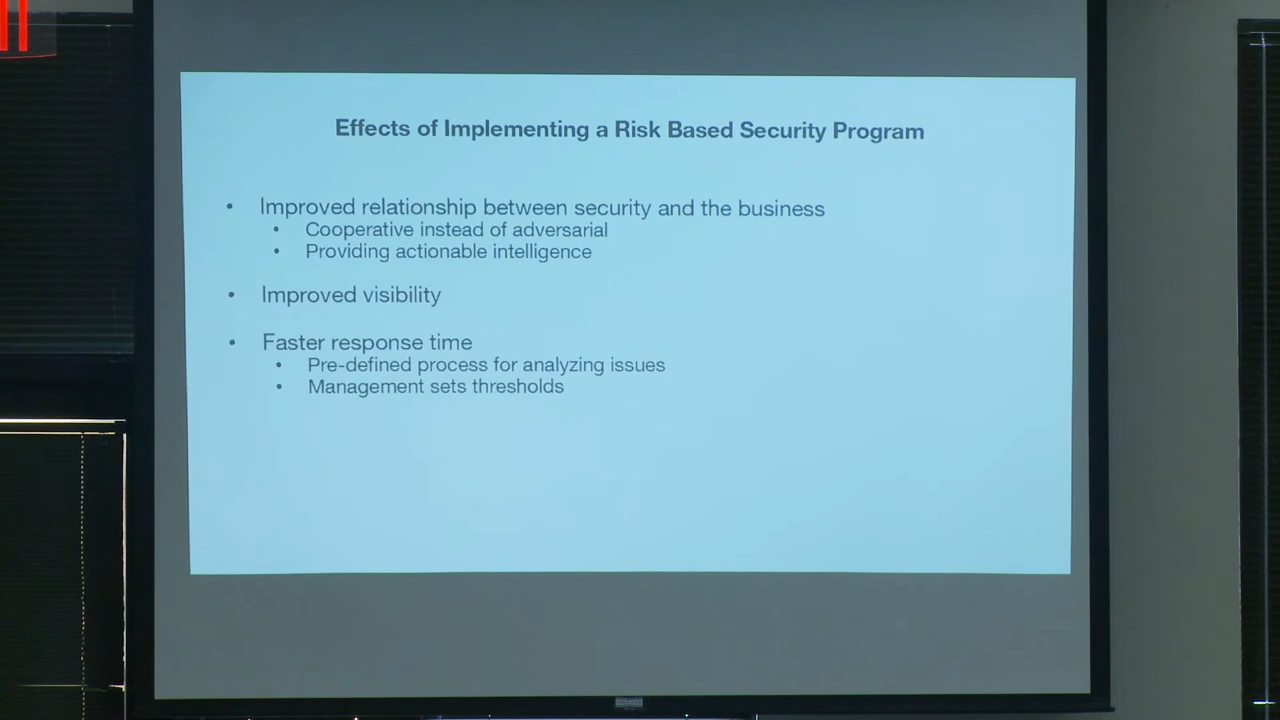 Effects of Implementing a Risk Based Security Program
• Improved relationship between security and the business
• Cooperative instead of adversarial
• Providing actionable intelligence
• Improved visibility
• Faster response time
• Pre-defined process for analyzing issues
• Management sets thresholds